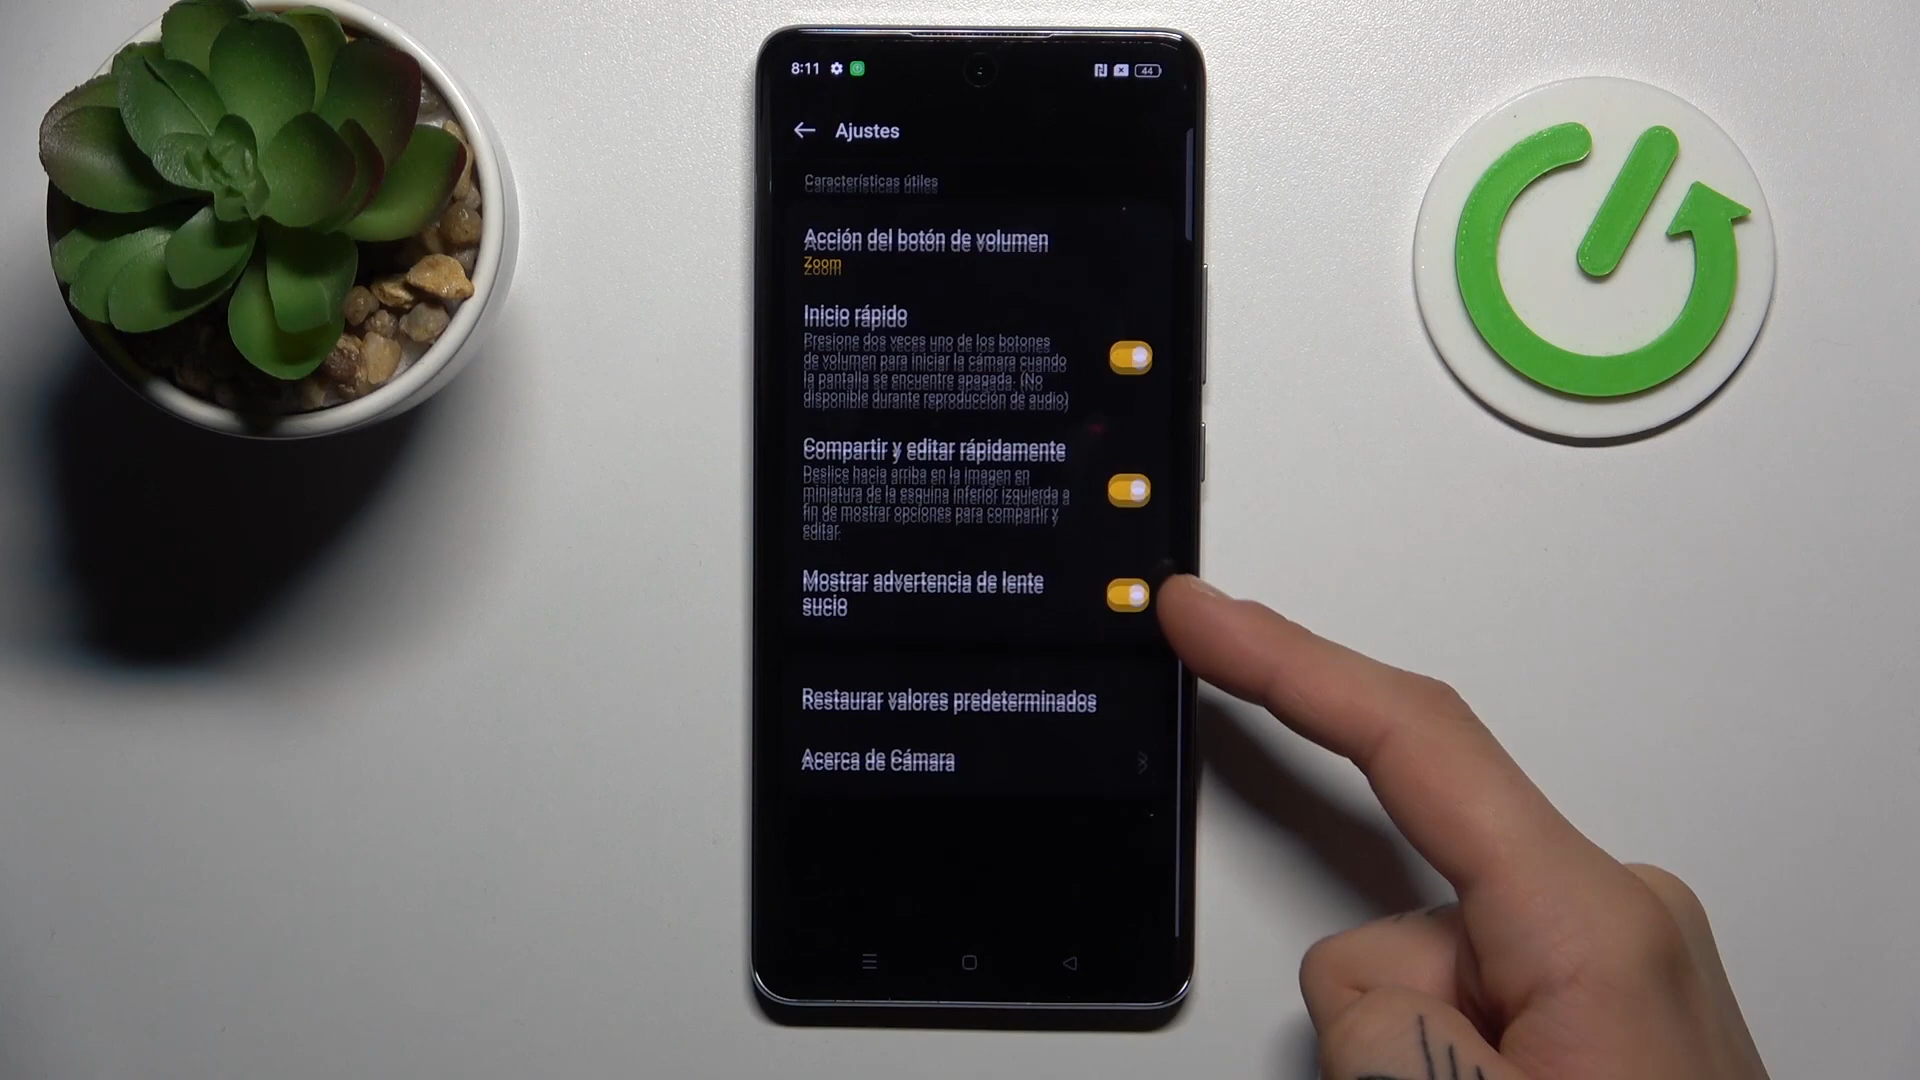 8:11
44
Ajustes
Características útiles
Acción del botón de volumen
Zoom
Inicio rápido
Presione dos veces uno de los botones
de volumen para iniciar la cámara cuando
la pantalla se encuentre apagada. (No
disponible durante reproducción de audio)
Compartir y editar rápidamente
Deslice hacia arriba en la imagen en
miniatura de la esquina inferior izquierda a
fin de mostrar opciones para compartir y
editar.
Mostrar advertencia de lente
sucio
Restaurar valores predeterminados
Acerca de Cámara